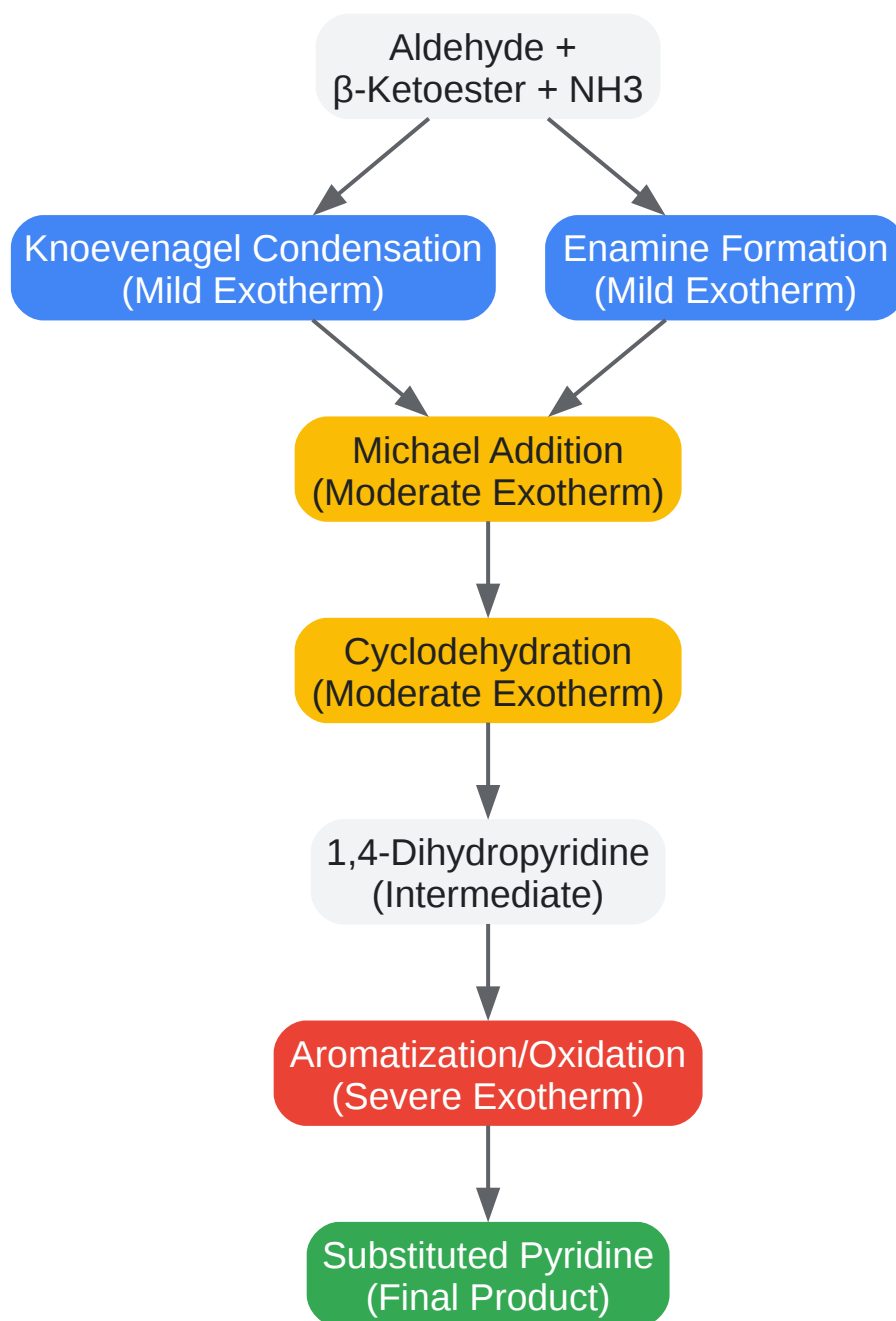 Aldehyde +
β-Ketoester + NH3
Knoevenagel Condensation
(Mild Exotherm)
Enamine Formation
(Mild Exotherm)
Michael Addition
(Moderate Exotherm)
Cyclodehydration
(Moderate Exotherm)
1,4-Dihydropyridine
(Intermediate)
Aromatization/Oxidation
(Severe Exotherm)
Substituted Pyridine
(Final Product)